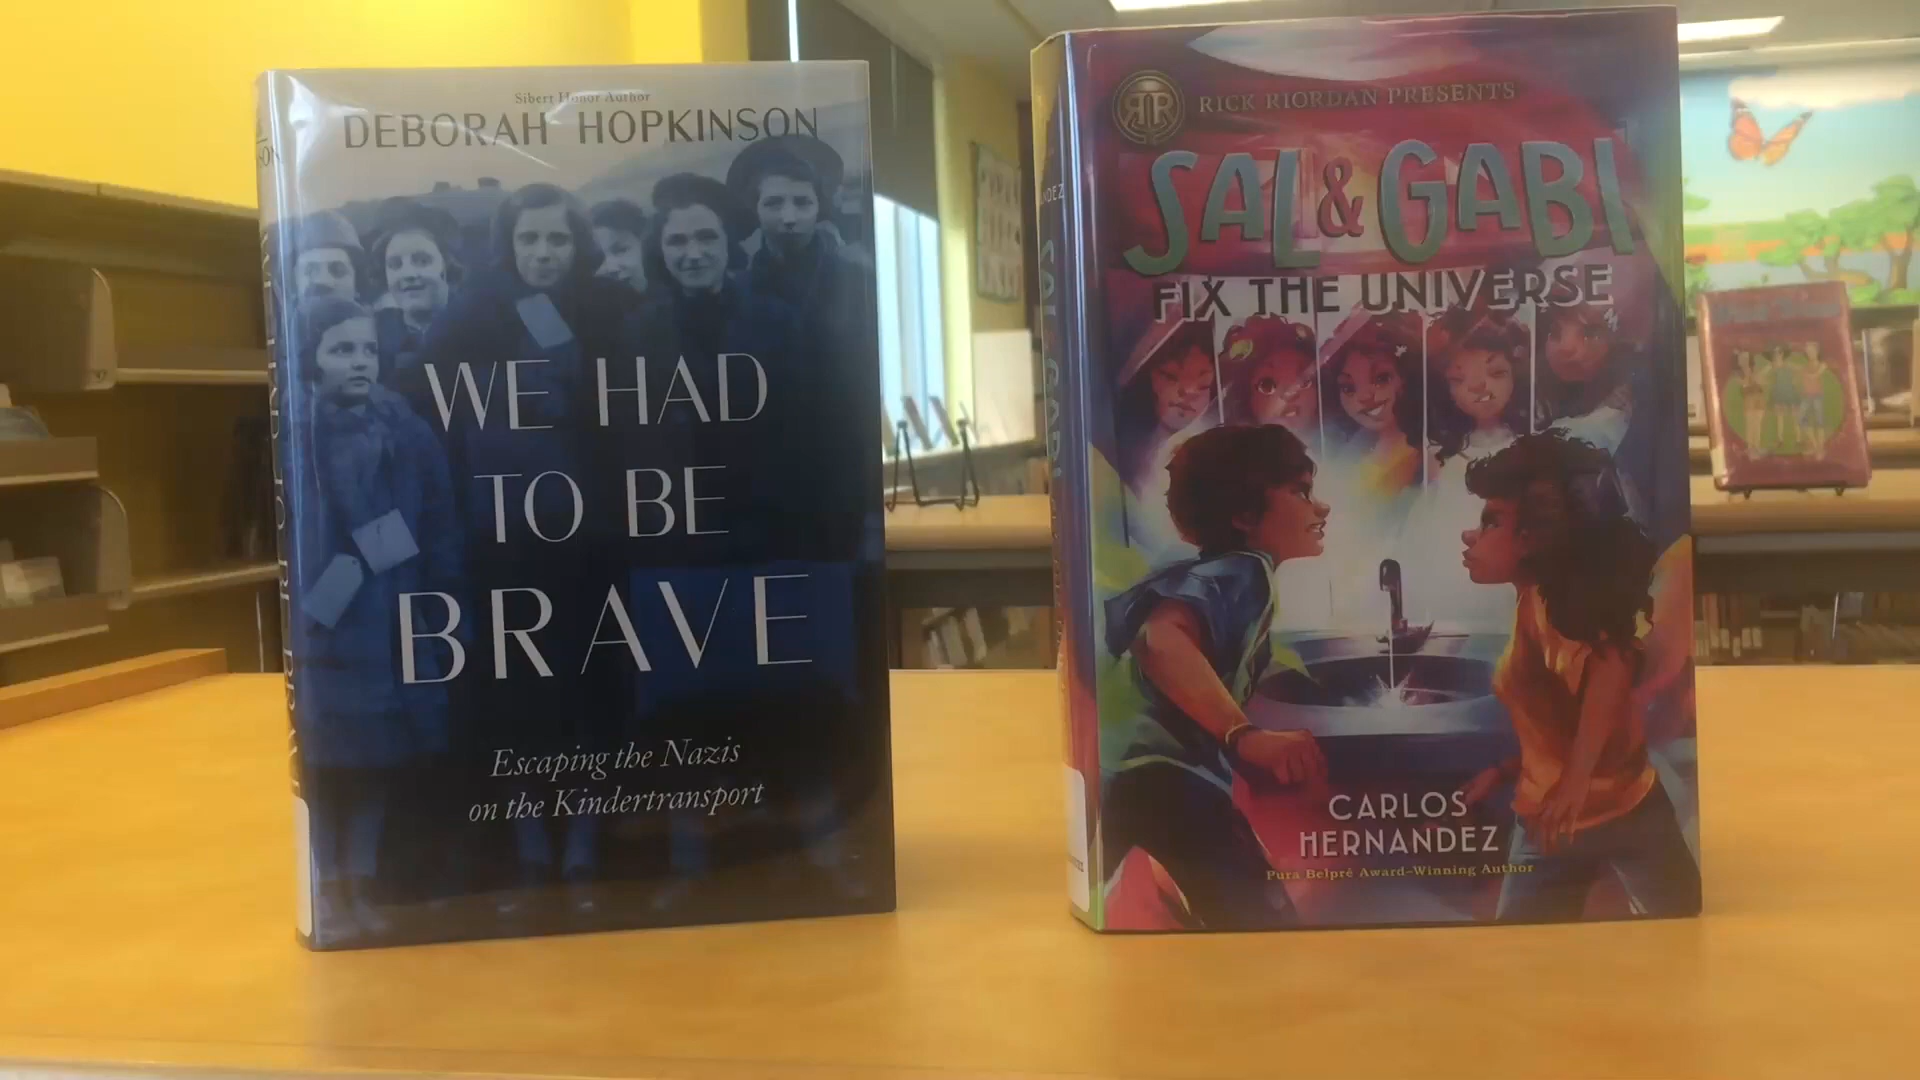 Sibert Honor Author
DEBORAH HOPKINSON
WE HAD
TO BE
BRAVE
Escaping the Nazis
on the Kindertransport
RR
RICK RIORDAN PRESENTS
SAL & GABI
FIX THE UNIVERSE
CARLOS
HERNANDEZ
Pura Belpré Award–Winning Author